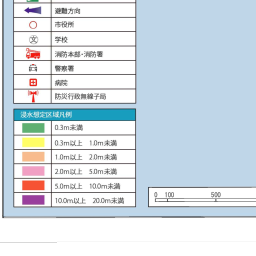 避難方向
市役所
文 学校
消防本部・消防署
警察署
病院
防災行政無線子局
浸水想定区域凡例
0.3m未満
0.3m以上 1.0m未満
1.0m以上 2.0m未満
2.0m以上 5.0m未満
5.0m以上 10.0m未満
10.0m以上 20.0m未満
0 100 500